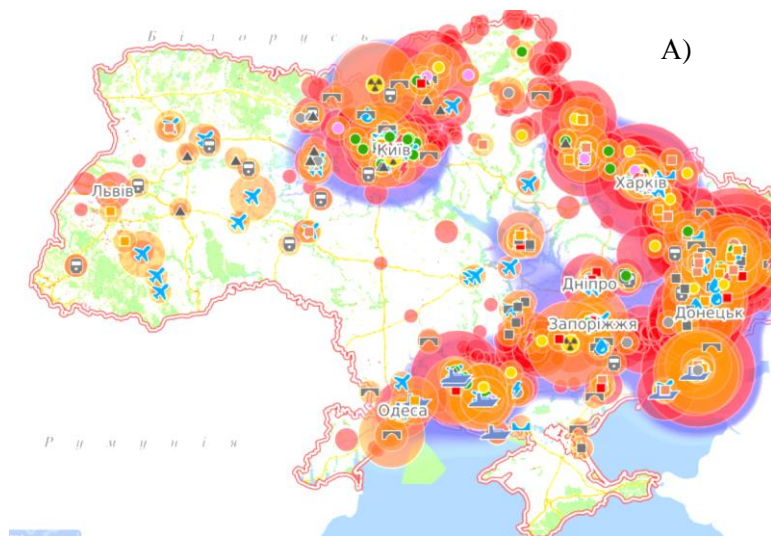 Білорусь
А)
Київ
Львів
Харків
Дніпро
Донецьк
Запоріжжя
Одеса
Румунія